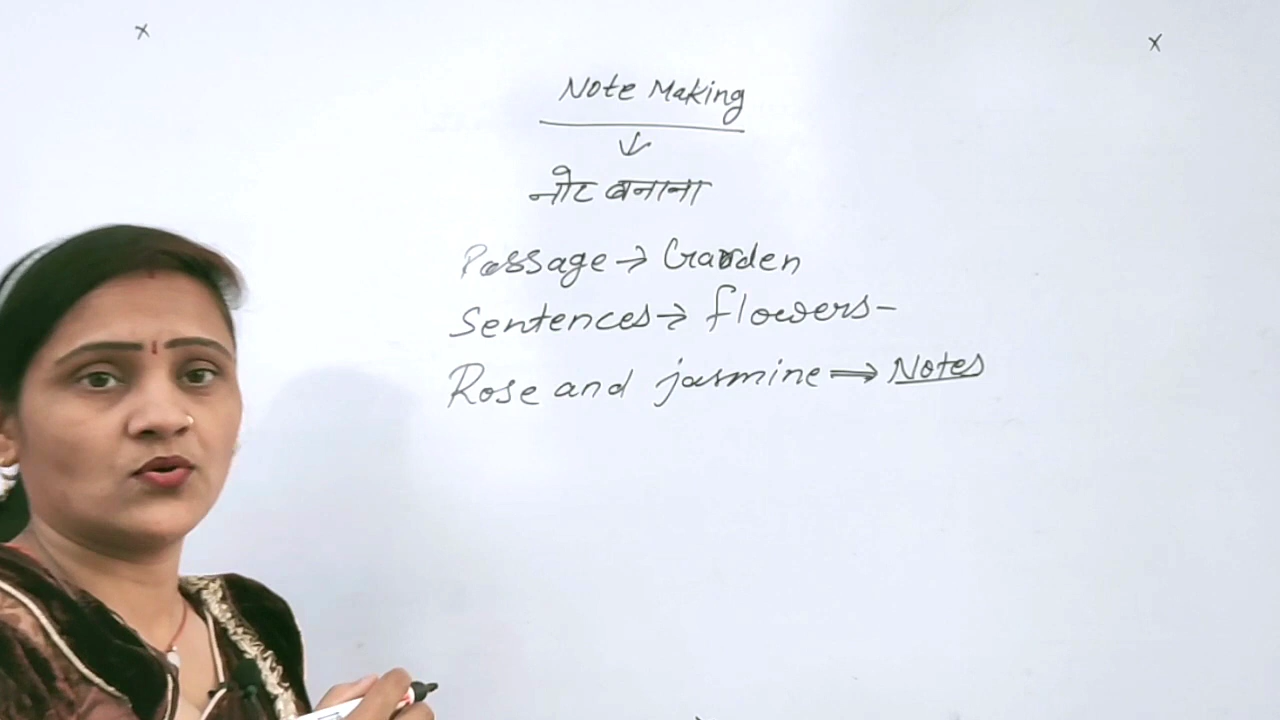 x x
Note Making
↓
नोट बनाना
Passage → Garden
Sentences → flowers-
Rose and jasmine ⇒ Notes